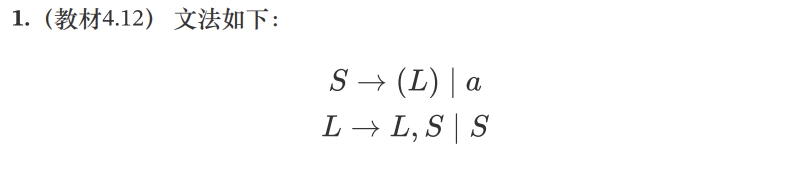 1.（教材4.12） 文法如下：
S → (L) | a
L → L, S | S